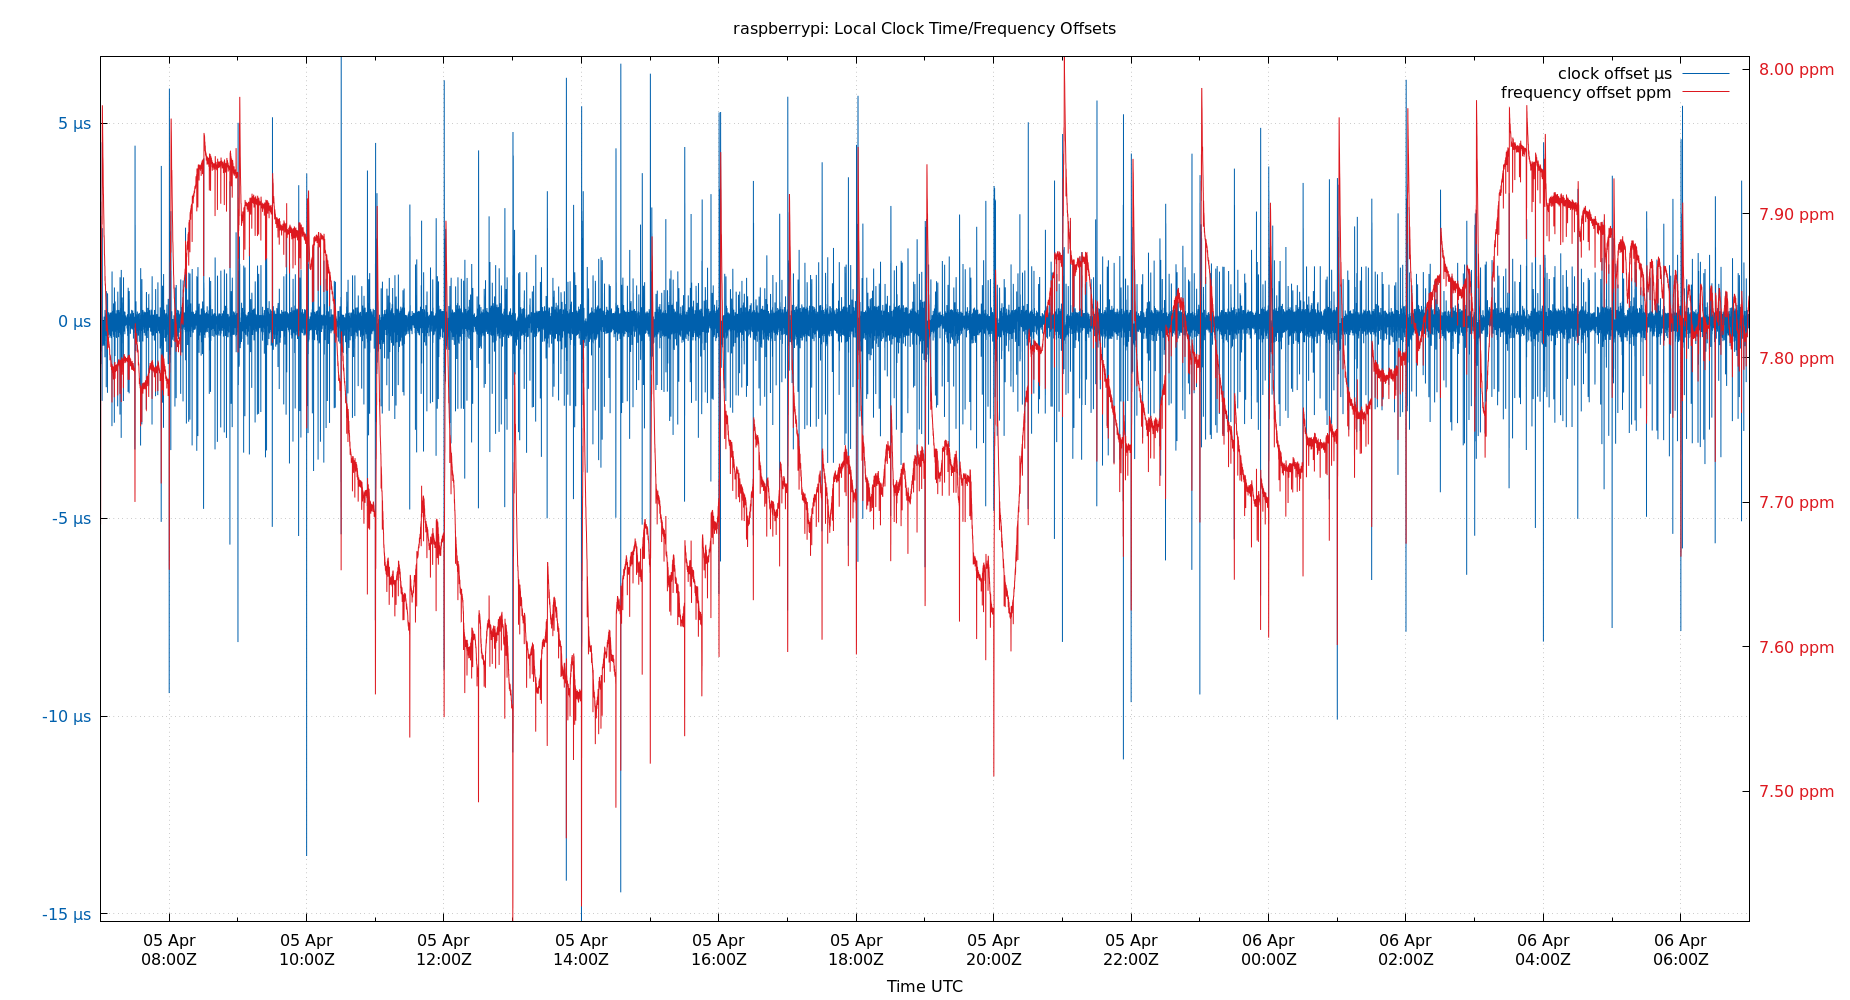 raspberrypi: Local Clock Time/Frequency Offsets
clock offset µs
frequency offset ppm
5 µs
0 µs
-5 µs
-10 µs
-15 µs
8.00 ppm
7.90 ppm
7.80 ppm
7.70 ppm
7.60 ppm
7.50 ppm
05 Apr 05 Apr 05 Apr 05 Apr 05 Apr 05 Apr 05 Apr 05 Apr 06 Apr 06 Apr 06 Apr 06 Apr
08:00Z 10:00Z 12:00Z 14:00Z 16:00Z 18:00Z 20:00Z 22:00Z 00:00Z 02:00Z 04:00Z 06:00Z
Time UTC